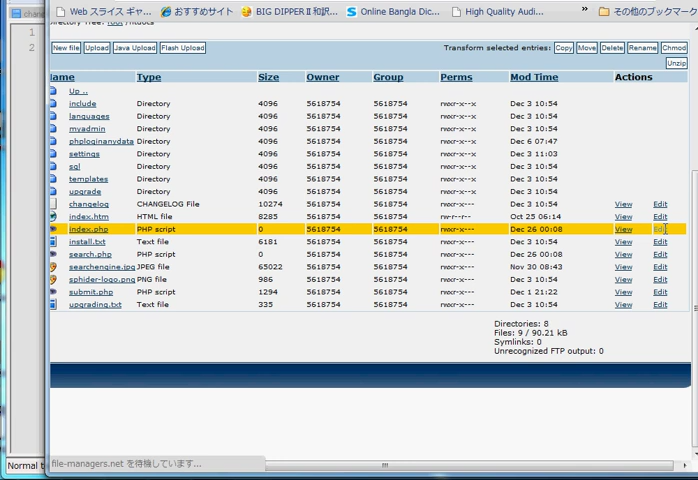 chan
Web スライス ギャ... おすすめサイト BIG DIPPERⅡ和訳... Online Bangla Dic... High Quality Audi... » その他のブックマーク
1
2
New file Upload Java Upload Flash Upload Transform selected entries: Copy Move Delete Rename Chmod
Unzip
lame Type Size Owner Group Perms Mod Time Actions
Up ..
include Directory 4096 5618754 5618754 rwxr-x--x Dec 3 10:54
languages Directory 4096 5618754 5618754 rwxr-x--x Dec 3 10:54
myadmin Directory 4096 5618754 5618754 rwxr-x--x Dec 3 10:54
phploginanydata Directory 4096 5618754 5618754 rwxr-x--x Dec 6 07:47
settings Directory 4096 5618754 5618754 rwxr-x--x Dec 3 11:03
sql Directory 4096 5618754 5618754 rwxr-x--x Dec 3 10:54
templates Directory 4096 5618754 5618754 rwxr-x--x Dec 3 10:54
upgrade Directory 4096 5618754 5618754 rwxr-x--x Dec 3 10:54
changelog CHANGELOG File 10274 5618754 5618754 rwxr-x--- Dec 3 10:54 View Edit
index.htm HTML file 8285 5618754 5618754 rw-r--r-- Oct 25 06:14 View Edit
index.php PHP script 0 5618754 5618754 rwxr-x--- Dec 26 00:08 View Edit
install.txt Text file 6181 5618754 5618754 rwxr-x--- Dec 3 10:54 View Edit
search.php PHP script 0 5618754 5618754 rwxr-x--- Dec 26 00:08 View Edit
searchengine.jpg JPEG file 65022 5618754 5618754 rwxr-x--- Nov 30 08:43 View Edit
sphider-logo.png PNG file 986 5618754 5618754 rwxr-x--- Dec 3 10:54 View Edit
submit.php PHP script 1294 5618754 5618754 rwxr-x--- Dec 1 21:22 View Edit
upgrading.txt Text file 335 5618754 5618754 rwxr-x--- Dec 3 10:54 View Edit
Directories: 8
Files: 9 / 90.21 kB
Symlinks: 0
Unrecognized FTP output: 0
file-managers.net を待機しています...
Normal t